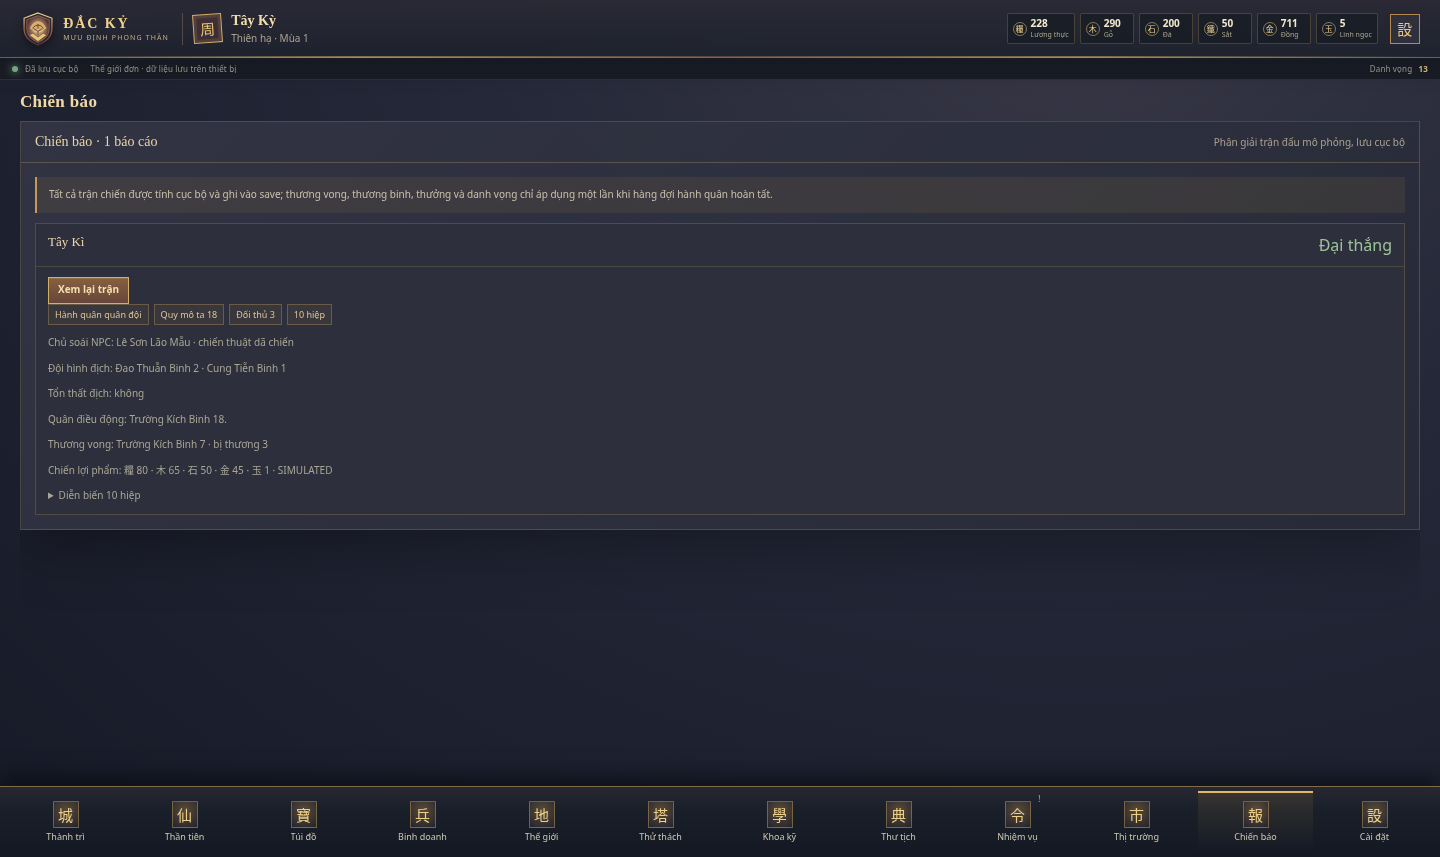 ĐẮC KỶ
MƯU ĐỊNH PHONG THẦN
周
Tây Kỳ
Thiên hạ · Mùa 1
糧 228 Lương thực
木 290 Gỗ
石 200 Đá
鐵 50 Sắt
金 711 Đồng
玉 5 Linh ngọc
設
Đã lưu cục bộ
Thế giới đơn · dữ liệu lưu trên thiết bị
Danh vọng 13
Chiến báo
Chiến báo · 1 báo cáo
Phân giải trận đấu mô phỏng, lưu cục bộ
Tất cả trận chiến được tính cục bộ và ghi vào save; thương vong, thương binh, thưởng và danh vọng chỉ áp dụng một lần khi hàng đợi hành quân hoàn tất.
Tây Kì
Đại thắng
Xem lại trận
Hành quân quân đội
Quy mô ta 18
Đối thủ 3
10 hiệp
Chủ soái NPC: Lê Sơn Lão Mẫu · chiến thuật dã chiến
Đội hình địch: Đao Thuẫn Binh 2 · Cung Tiễn Binh 1
Tổn thất địch: không
Quân điều động: Trường Kích Binh 18.
Thương vong: Trường Kích Binh 7 · bị thương 3
Chiến lợi phẩm: 糧 80 · 木 65 · 石 50 · 金 45 · 玉 1 · SIMULATED
▶ Diễn biến 10 hiệp
城 Thành trì
仙 Thần tiên
寶 Túi đồ
兵 Binh doanh
地 Thế giới
塔 Thử thách
學 Khoa kỹ
典 Thư tịch
令 ! Nhiệm vụ
市 Thị trường
報 Chiến báo
設 Cài đặt